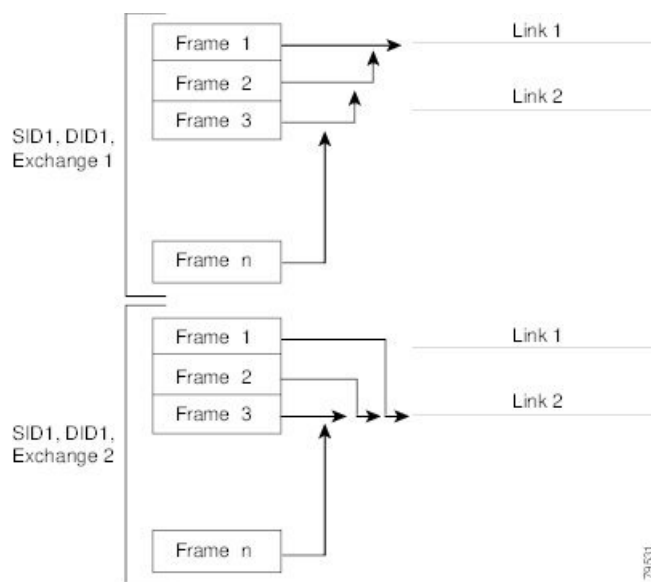 Frame 1
Link 1
Frame 2
Link 2
Frame 3
SID1, DID1,
Exchange 1
Frame n
Frame 1
Link 1
Frame 2
Link 2
Frame 3
SID1, DID1,
Exchange 2
Frame n
79531